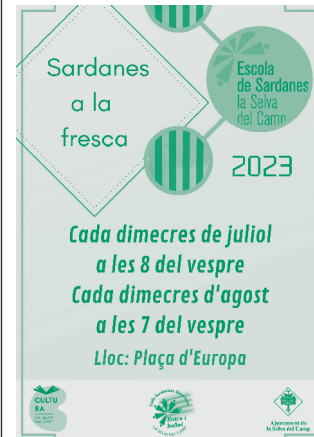 Sardanes
a la
fresca
Escola
de Sardanes
la Selva
del Camp
2023
Cada dimecres de juliol
a les 8 del vespre
Cada dimecres d'agost
a les 7 del vespre
Lloc: Plaça d'Europa
CULTU
RA
Entre i
balla!
Ajuntament de
la Selva del Camp